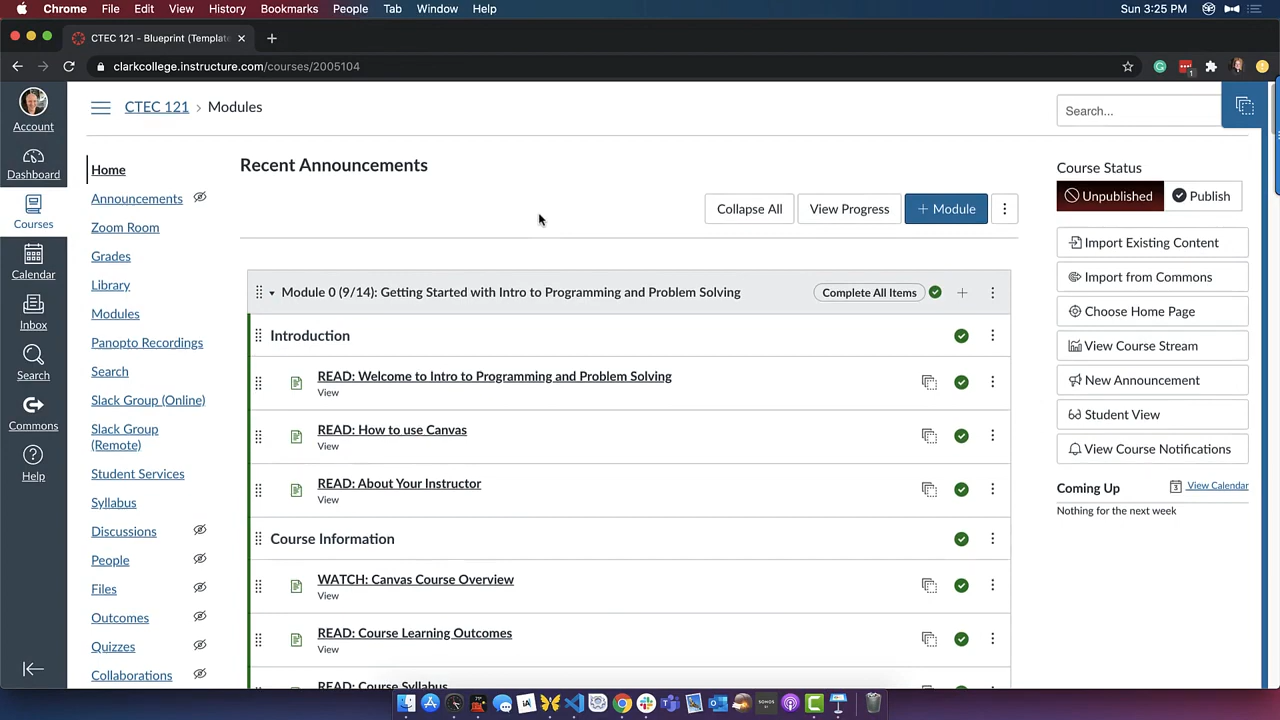 Chrome File Edit View History Bookmarks People Tab Window Help Sun 3:25 PM
CTEC 121 - Blueprint (Templat
clarkcollege.instructure.com/courses/2005104
1
Account
Dashboard
Courses
Calendar
Inbox
Search
Commons
Help
CTEC 121 › Modules
Search...
Home
Announcements
Zoom Room
Grades
Library
Modules
Panopto Recordings
Search
Slack Group (Online)
Slack Group
(Remote)
Student Services
Syllabus
Discussions
People
Files
Outcomes
Quizzes
Collaborations
Recent Announcements
Collapse All View Progress + Module
Module 0 (9/14): Getting Started with Intro to Programming and Problem Solving Complete All Items
Introduction
READ: Welcome to Intro to Programming and Problem Solving
View
READ: How to use Canvas
View
READ: About Your Instructor
View
Course Information
WATCH: Canvas Course Overview
View
READ: Course Learning Outcomes
View
READ: Course Syllabus
Course Status
Unpublished Publish
Import Existing Content
Import from Commons
Choose Home Page
View Course Stream
New Announcement
Student View
View Course Notifications
Coming Up View Calendar
Nothing for the next week
SONOS